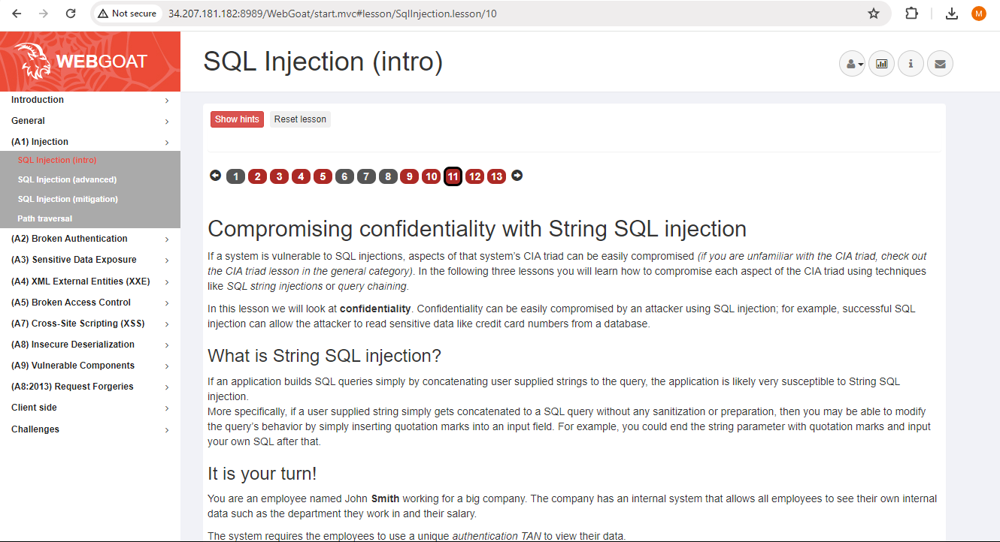 Not secure 34.207.181.182:8989/WebGoat/start.mvc#lesson/SqlInjection.lesson/10 M
WEBGOAT
SQL Injection (intro)
Introduction
General
(A1) Injection
SQL Injection (intro)
SQL Injection (advanced)
SQL Injection (mitigation)
Path traversal
(A2) Broken Authentication
(A3) Sensitive Data Exposure
(A4) XML External Entities (XXE)
(A5) Broken Access Control
(A7) Cross-Site Scripting (XSS)
(A8) Insecure Deserialization
(A9) Vulnerable Components
(A8:2013) Request Forgeries
Client side
Challenges
Show hints Reset lesson
1 2 3 4 5 6 7 8 9 10 11 12 13
Compromising confidentiality with String SQL injection
If a system is vulnerable to SQL injections, aspects of that system’s CIA triad can be easily compromised (if you are unfamiliar with the CIA triad, check out
the CIA triad lesson in the general category). In the following three lessons you will learn how to compromise each aspect of the CIA triad using techniques
like SQL string injections or query chaining.
In this lesson we will look at confidentiality. Confidentiality can be easily compromised by an attacker using SQL injection; for example, successful SQL
injection can allow the attacker to read sensitive data like credit card numbers from a database.
What is String SQL injection?
If an application builds SQL queries simply by concatenating user supplied strings to the query, the application is likely very susceptible to String SQL
injection.
More specifically, if a user supplied string simply gets concatenated to a SQL query without any sanitization or preparation, then you may be able to modify
the query’s behavior by simply inserting quotation marks into an input field. For example, you could end the string parameter with quotation marks and input
your own SQL after that.
It is your turn!
You are an employee named John Smith working for a big company. The company has an internal system that allows all employees to see their own internal
data such as the department they work in and their salary.
The system requires the employees to use a unique authentication TAN to view their data.